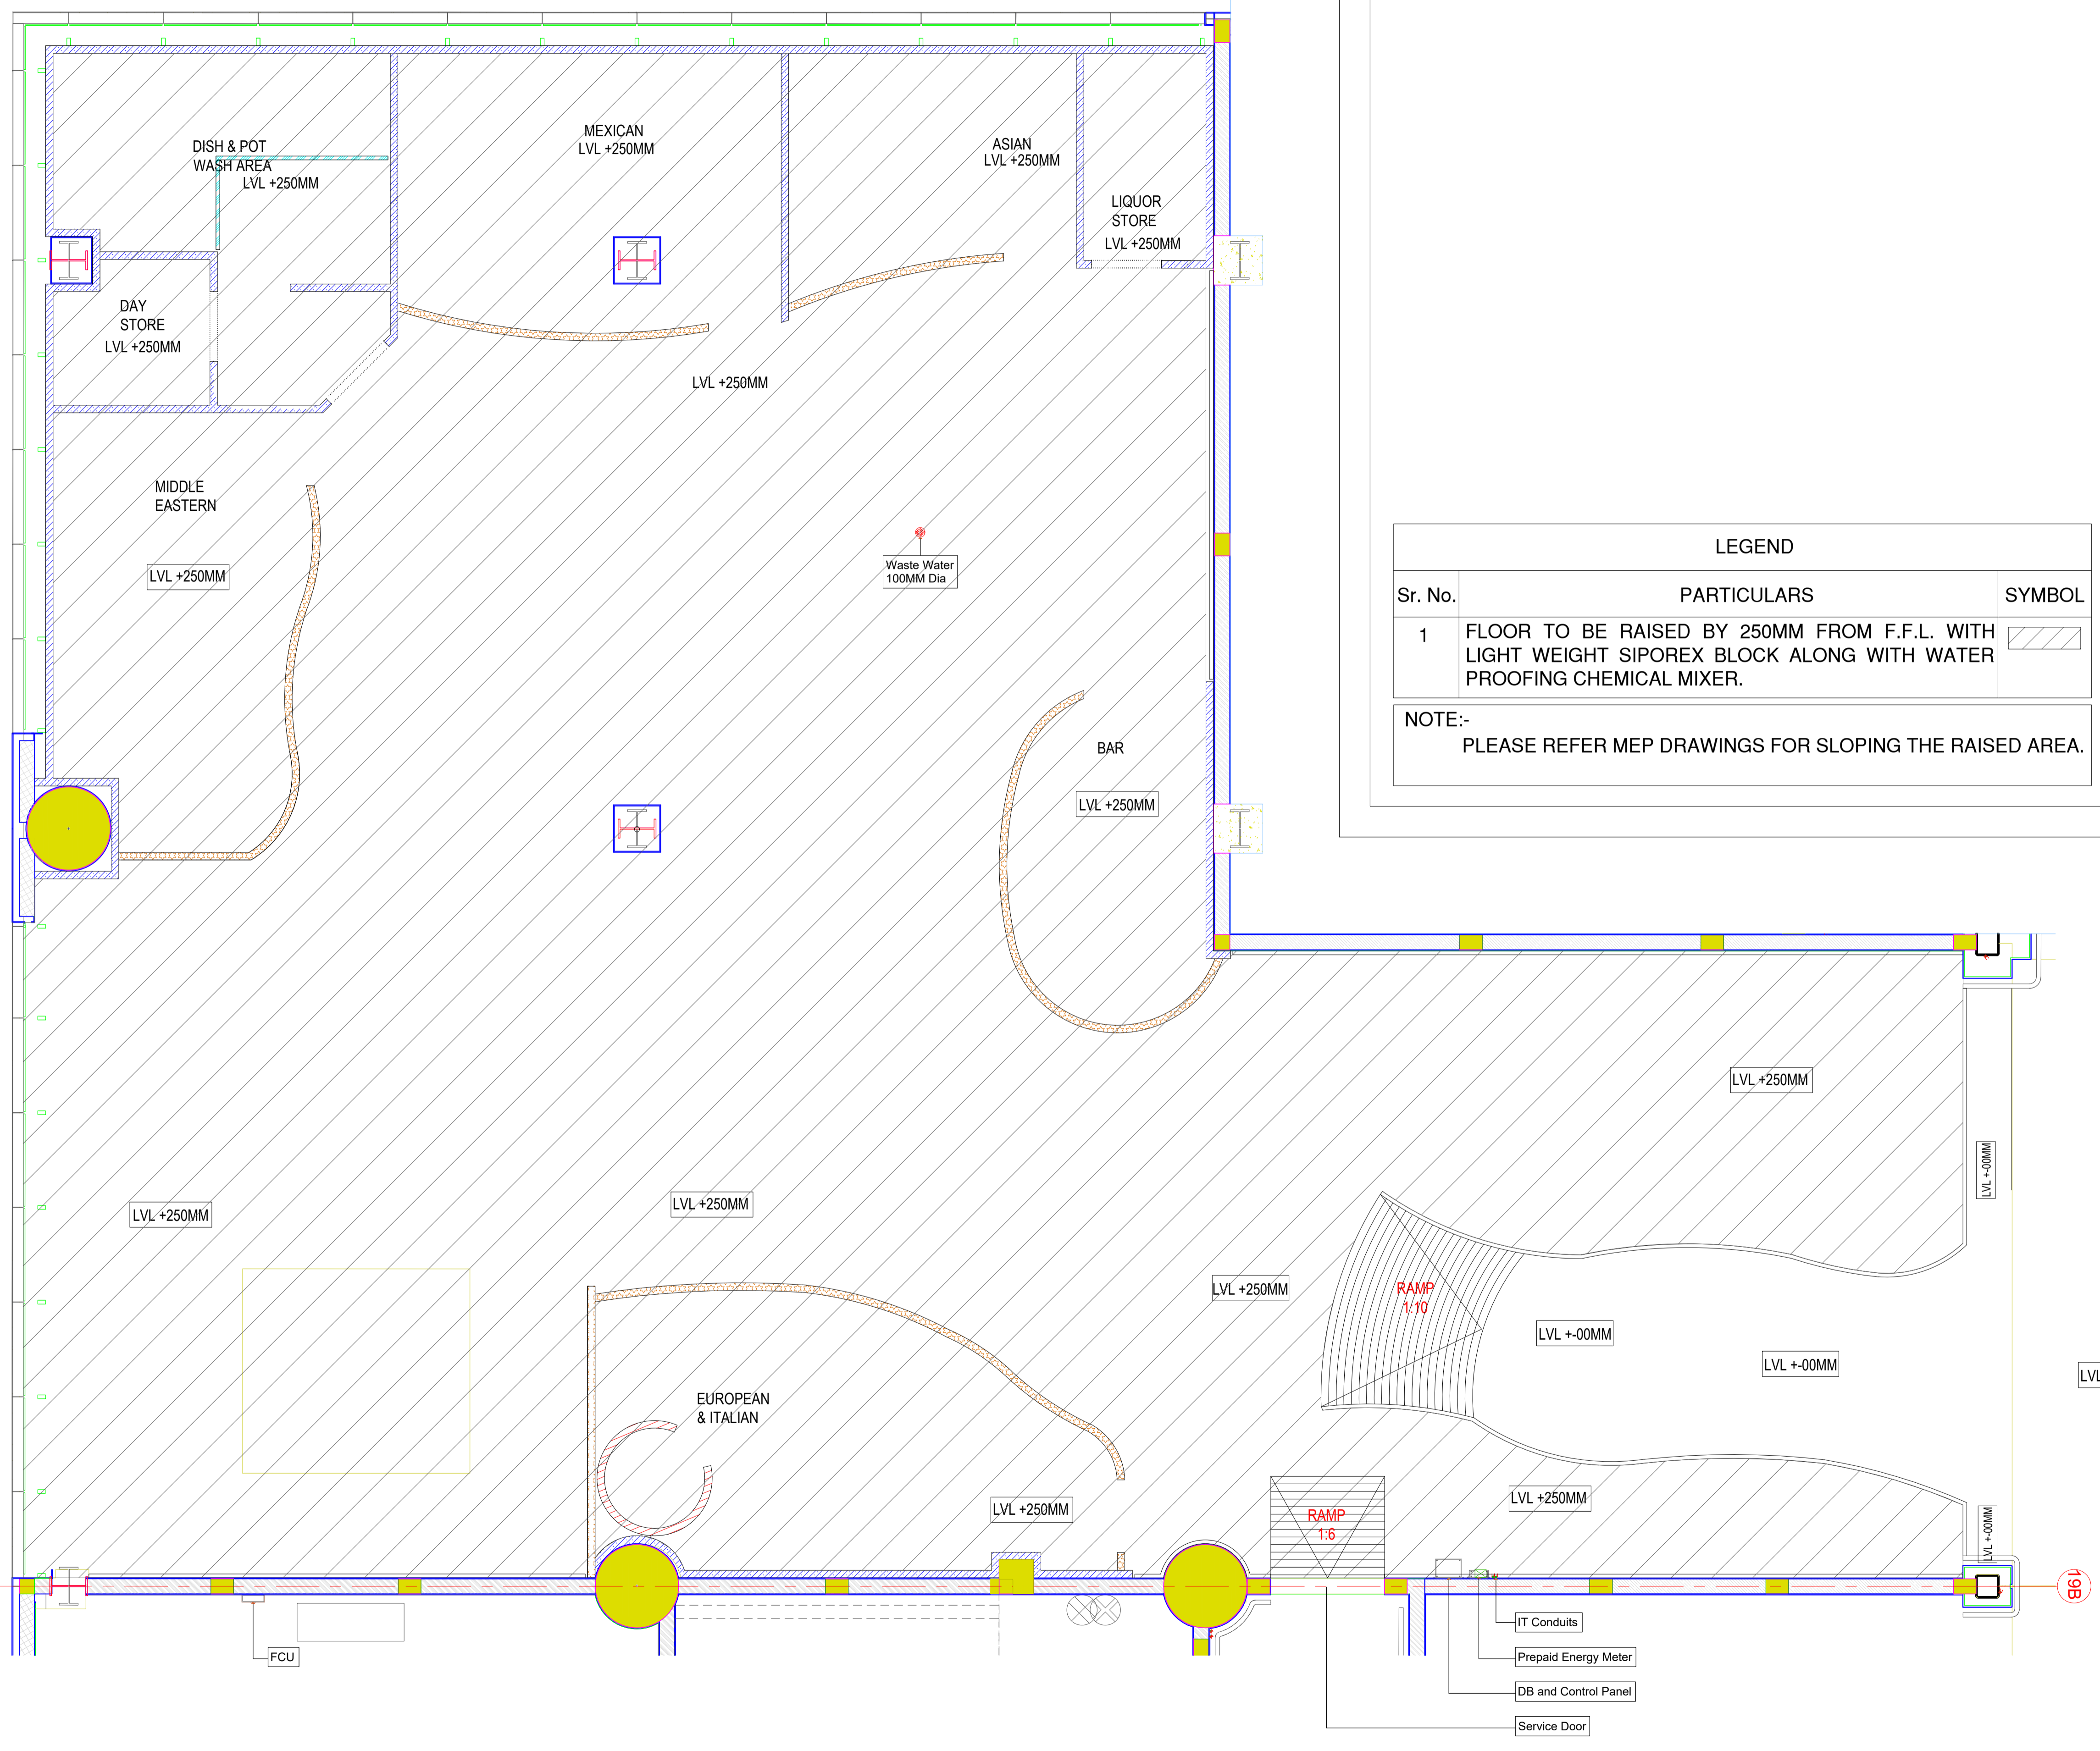 DISH & POT
WASH AREA
LVL +250MM
MEXICAN
LVL +250MM
ASIAN
LVL +250MM
LIQUOR
STORE
LVL +250MM
DAY
STORE
LVL +250MM
LVL +250MM
MIDDLE
EASTERN
LVL +250MM
Waste Water
100MM Dia
LEGEND
Sr. No.
PARTICULARS
SYMBOL
1
FLOOR TO BE RAISED BY 250MM FROM F.F.L. WITH
LIGHT WEIGHT SIPOREX BLOCK ALONG WITH WATER
PROOFING CHEMICAL MIXER.
NOTE:-
PLEASE REFER MEP DRAWINGS FOR SLOPING THE RAISED AREA.
BAR
LVL +250MM
LVL +250MM
LVL +-00MM
LVL +250MM
LVL +250MM
LVL +250MM
RAMP
1:10
LVL +-00MM
LVL +-00MM
LVL
EUROPEAN
& ITALIAN
LVL +250MM
RAMP
1:6
LVL +250MM
LVL +-00MM
19B
IT Conduits
FCU
Prepaid Energy Meter
DB and Control Panel
Service Door